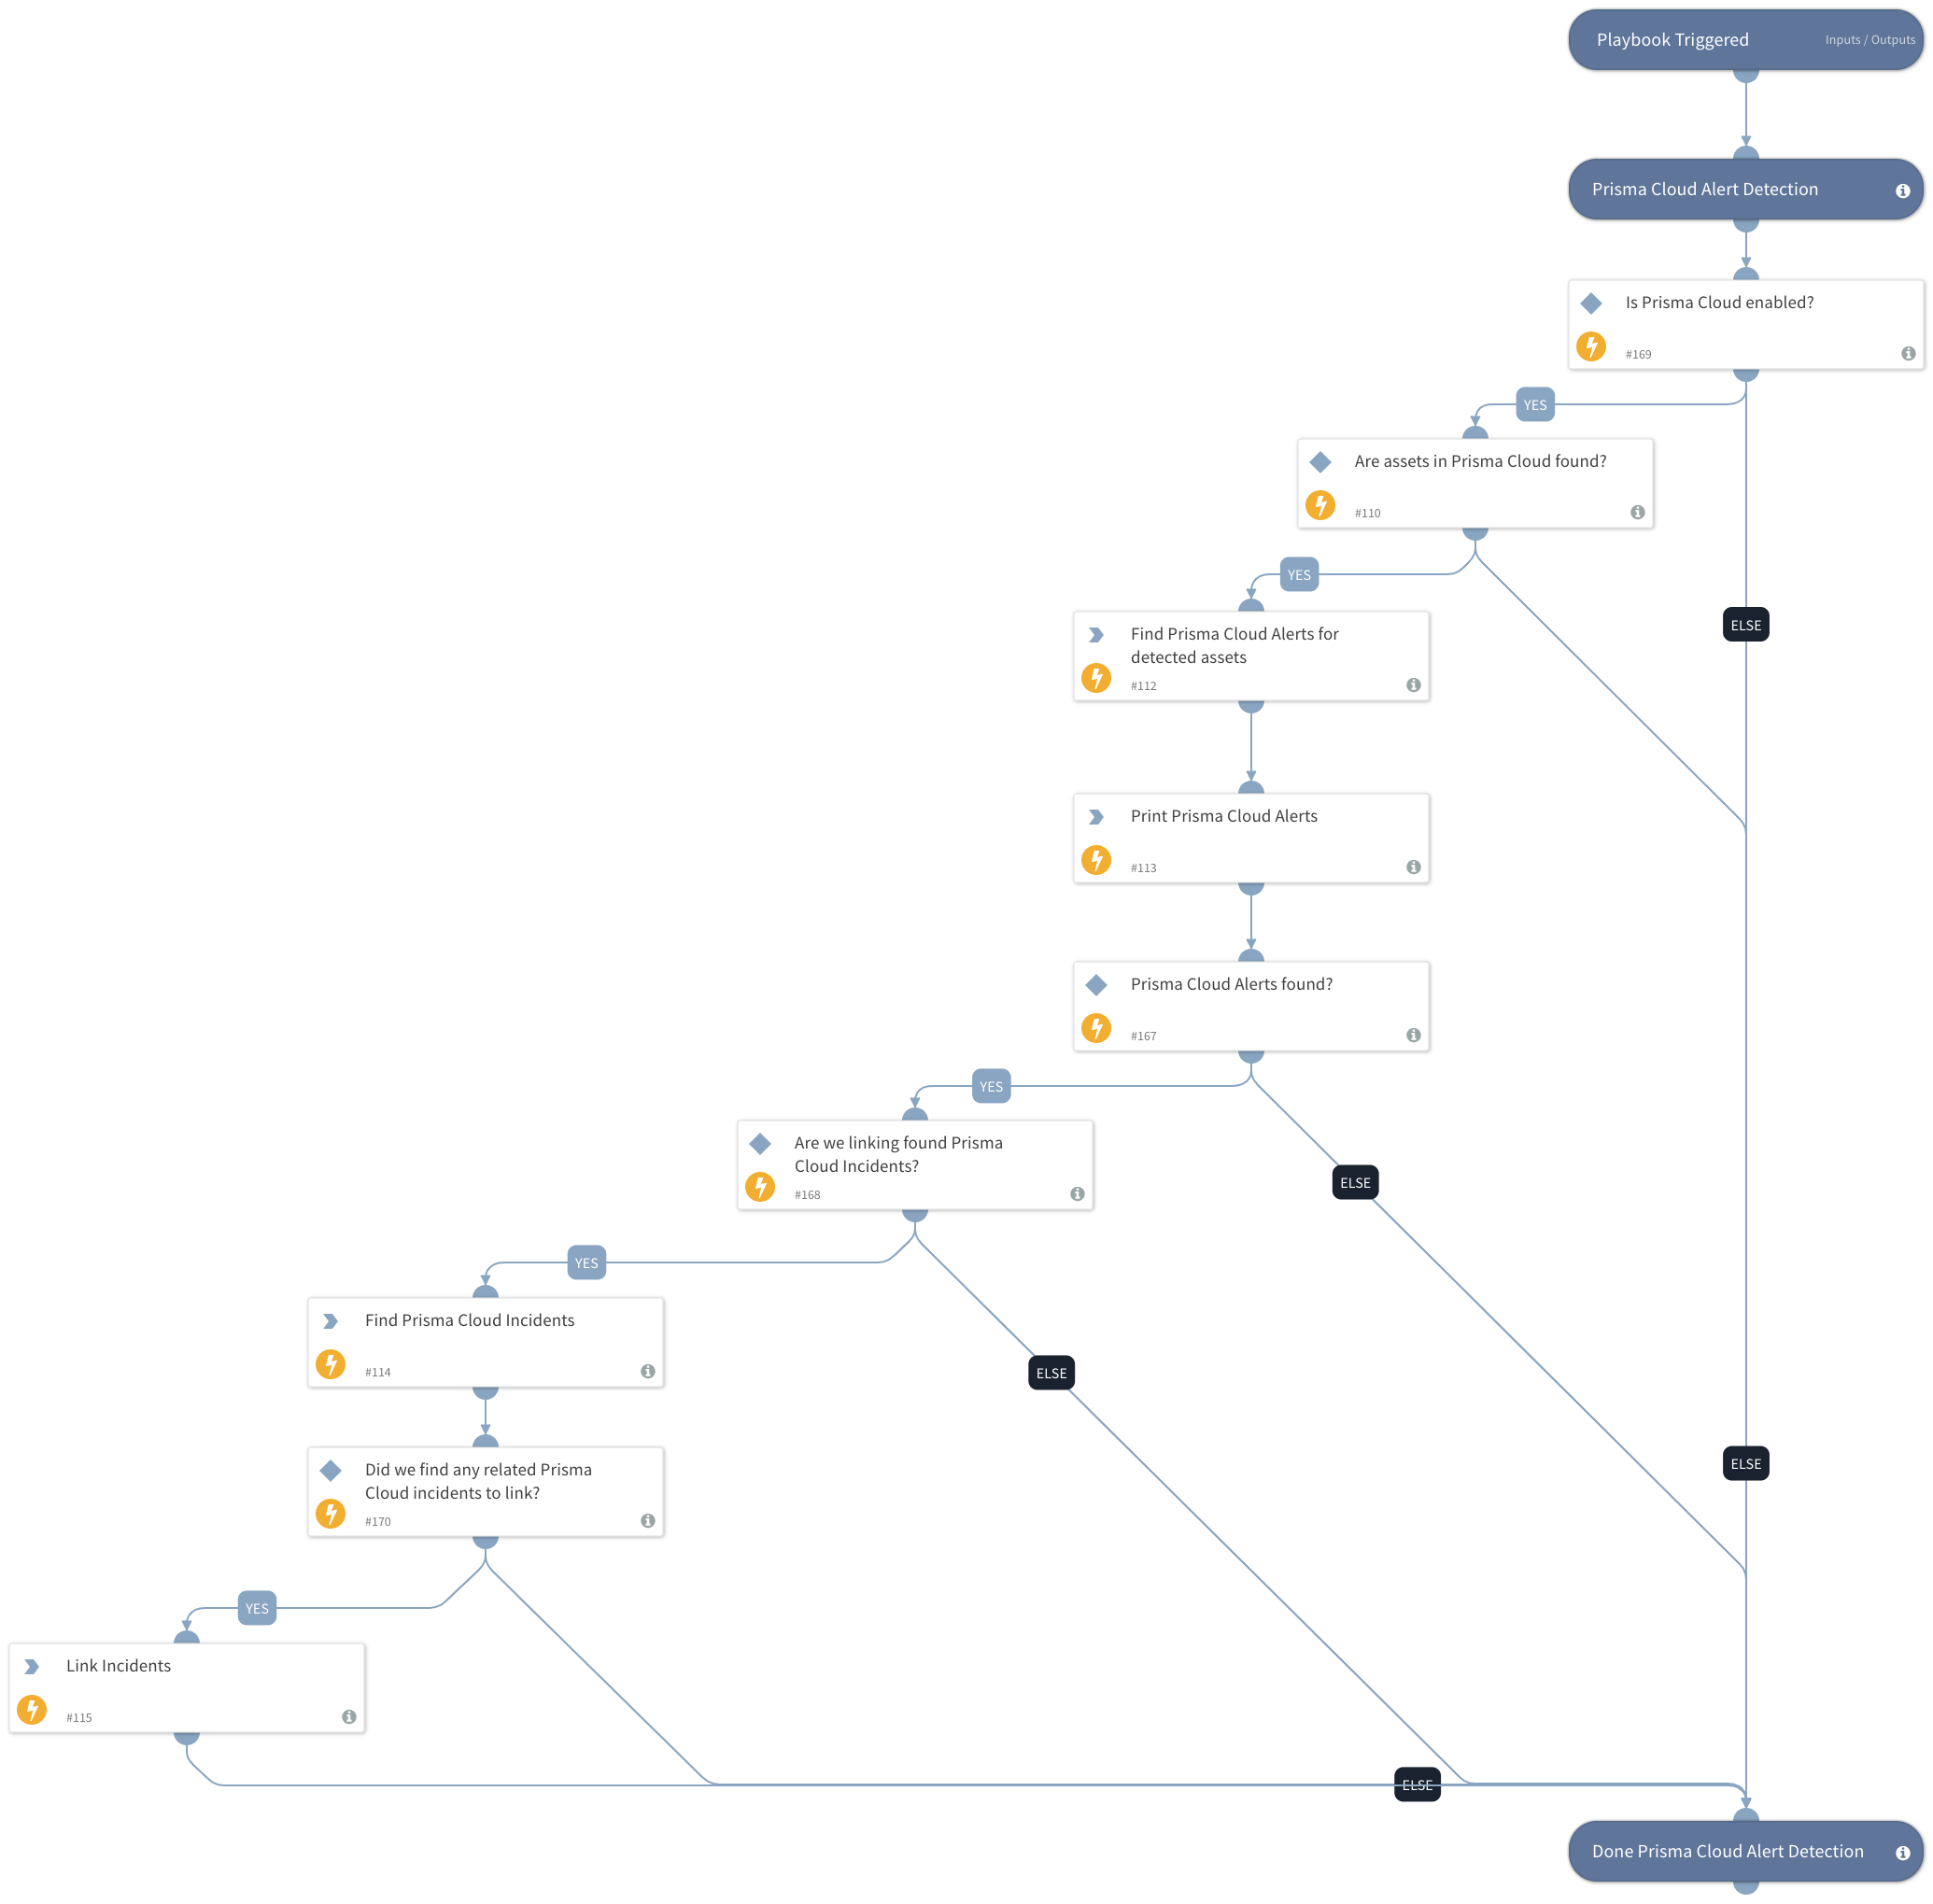 Playbook Triggered
Inputs / Outputs
Prisma Cloud Alert Detection
Is Prisma Cloud enabled?
#169
YES
Are assets in Prisma Cloud found?
#110
YES
Find Prisma Cloud Alerts for
detected assets
#112
ELSE
Print Prisma Cloud Alerts
#113
Prisma Cloud Alerts found?
#167
YES
Are we linking found Prisma
Cloud Incidents?
#168
ELSE
YES
Find Prisma Cloud Incidents
#114
ELSE
Did we find any related Prisma
Cloud incidents to link?
#170
ELSE
YES
Link Incidents
#115
ELSE
Done Prisma Cloud Alert Detection